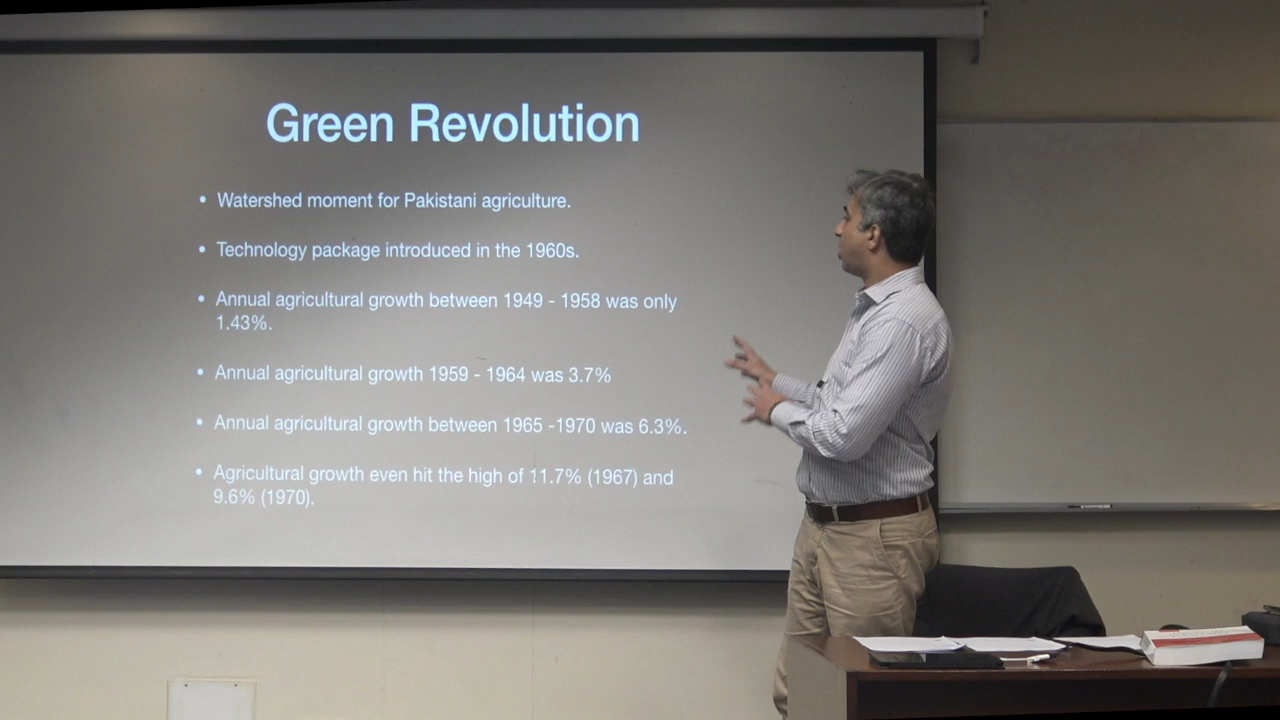 Green Revolution
• Watershed moment for Pakistani agriculture.
• Technology package introduced in the 1960s.
• Annual agricultural growth between 1949 - 1958 was only
1.43%.
• Annual agricultural growth 1959 - 1964 was 3.7%
• Annual agricultural growth between 1965 -1970 was 6.3%.
• Agricultural growth even hit the high of 11.7% (1967) and
9.6% (1970).